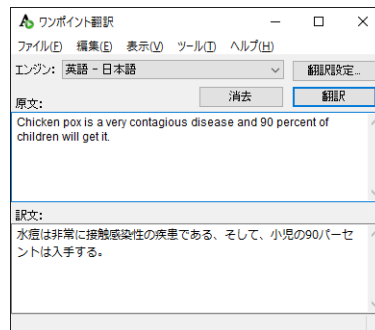 ワンポイント翻訳
ファイル(F) 編集(E) 表示(V) ツール(T) ヘルプ(H)
エンジン: 英語 - 日本語 翻訳設定...
原文: 消去 翻訳
Chicken pox is a very contagious disease and 90 percent of
children will get it.
訳文:
水痘は非常に接触感染性の疾患である、そして、小児の90パーセ
ントは入手する。